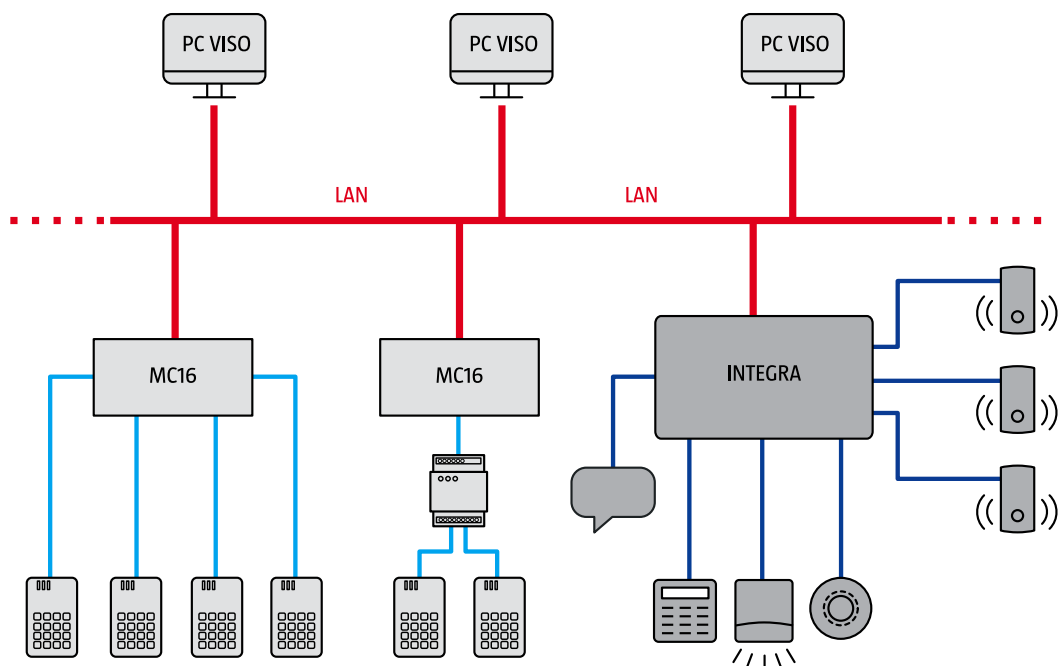 PC VISO
PC VISO
PC VISO
LAN
LAN
MC16
MC16
INTEGRA